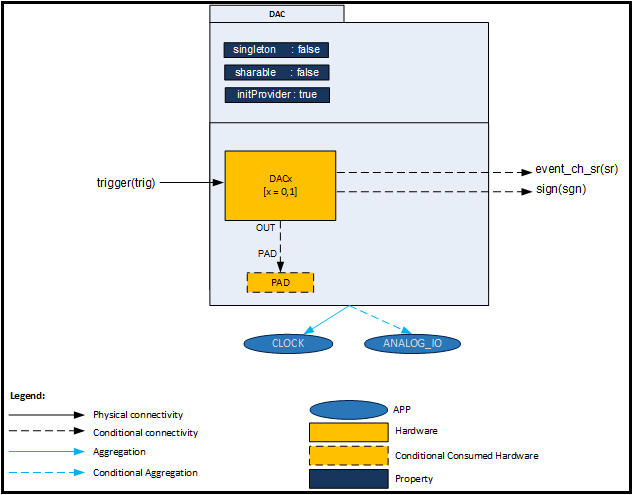 DAC
singleton : false
sharable : false
initProvider : true
trigger(trig)
DACx
[x = 0,1]
event_ch_sr(sr)
sign(sgn)
OUT
PAD
PAD
CLOCK
ANALOG_IO
Legend:
Physical connectivity
Conditional connectivity
Aggregation
Conditional Aggregation
APP
Hardware
Conditional Consumed Hardware
Property